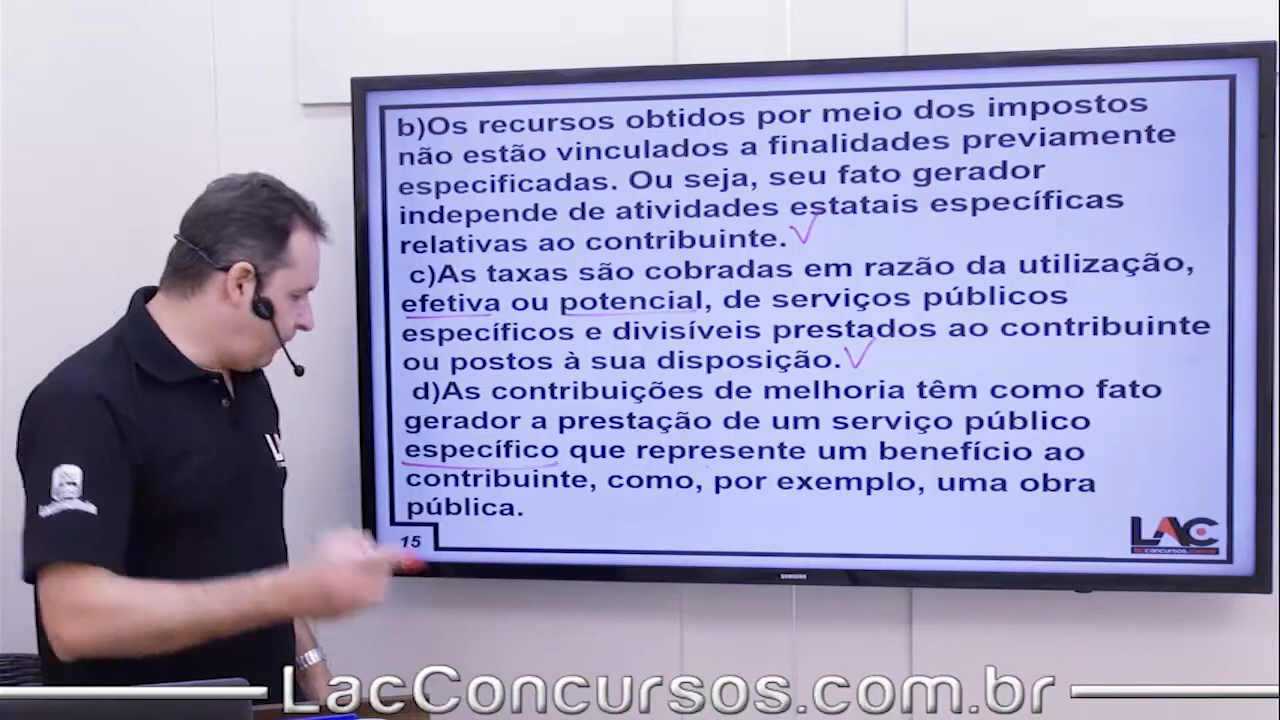 b)Os recursos obtidos por meio dos impostos
não estão vinculados a finalidades previamente
especificadas. Ou seja, seu fato gerador
independe de atividades estatais específicas
relativas ao contribuinte.
c)As taxas são cobradas em razão da utilização,
efetiva ou potencial, de serviços públicos
específicos e divisíveis prestados ao contribuinte
ou postos à sua disposição.
d)As contribuições de melhoria têm como fato
gerador a prestação de um serviço público
específico que represente um benefício ao
contribuinte, como, por exemplo, uma obra
pública.
15
LAC
SAMSUNG
LacConcursos.com.br